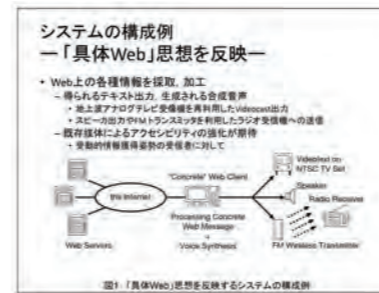 システムの構成例
―「具体Web」思想を反映―
• Web上の各種情報を採取，加工
– 得られるテキスト出力，生成される合成音声
• 地上波アナログテレビ受像機を再利用したVideocast出力
• スピーカ出力やFMトランスミッタを利用したラジオ受信機への送信
– 既存媒体によるアクセシビリティの強化が期待
• 受動的情報獲得姿勢の受信者に対して
Videotext on
NTSC TV Set
"Concrete" Web Client
the Internet
Speaker
Radio Receiver
Processing Concrete
Web Message
+
Voice Synthesis
Web Servers
FM Wireless Transmitter
図1 「具体Web」思想を反映するシステムの構成例